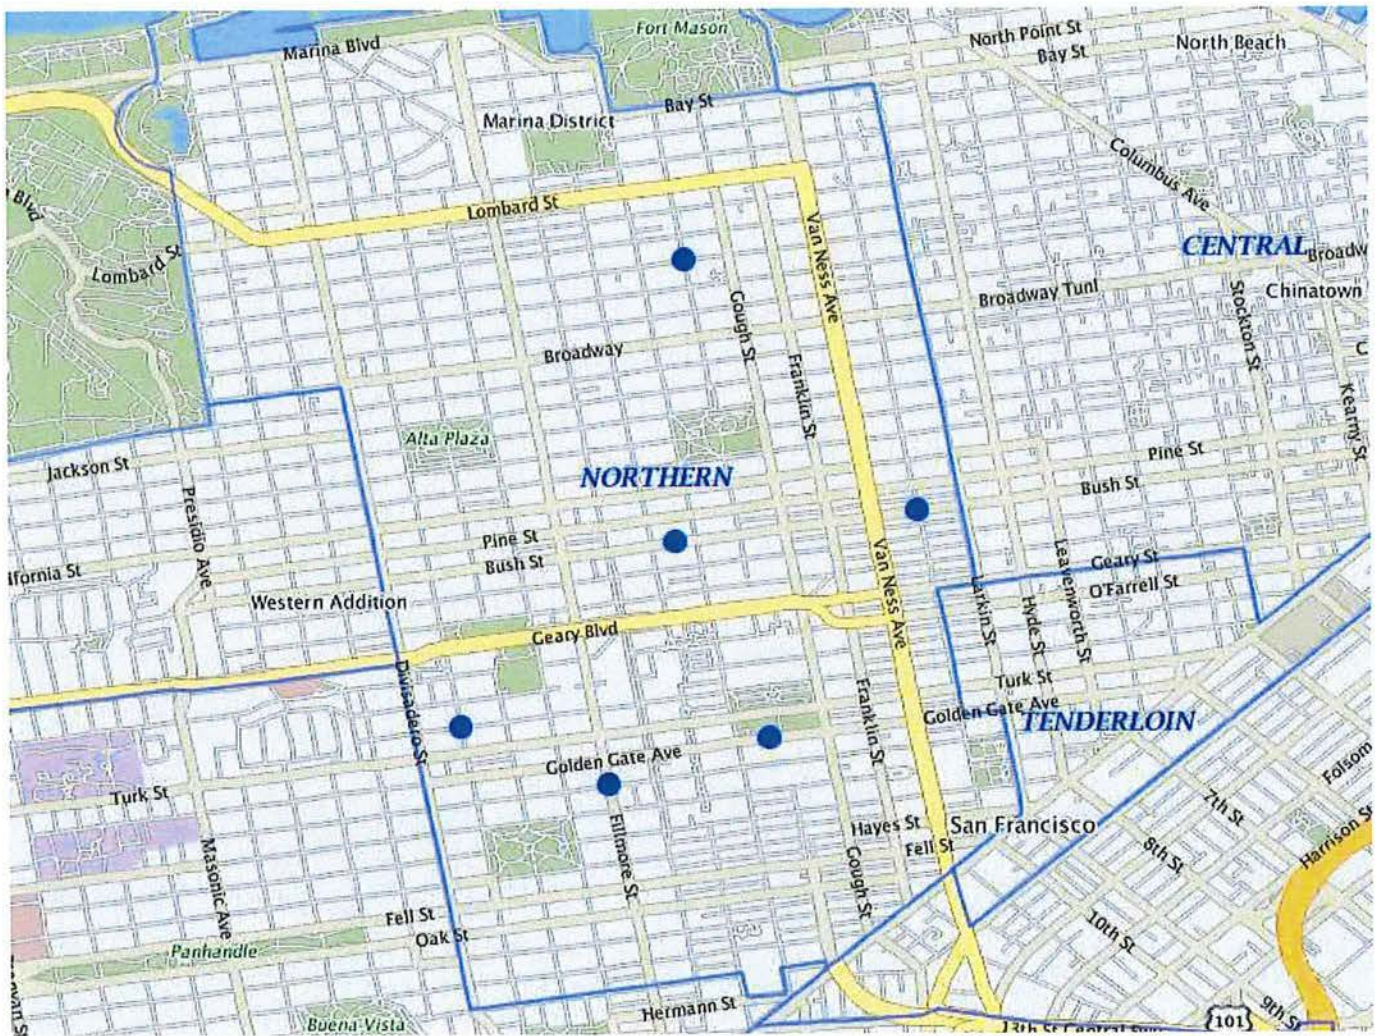 Fort Mason
North Point St
Marina Blvd
Bay St
North Beach
Bay St
Marina District
Columbus Ave
Blvd
Lombard St
Van Ness Ave
CENTRAL
Broadw
Lombard St
Broadway Tunl
Stockton St
Chinatown
Gough St
Broadway
Franklin St
Kearny St
Alta Plaza
Jackson St
Pine St
NORTHERN
Bush St
Presidio Ave
Pine St
Bush St
Van Ness Ave
Leavenworth St
Geary St
ifornia St
O'Farrell St
Larkin St
Hyde St
Western Addition
Geary Blvd
Divisadero St
Franklin St
Turk St
Golden Gate Ave
TENDERLOIN
Golden Gate Ave
Folsom
Turk St
7th St
Hayes St
San Francisco
Fillmore St
Masonic Ave
Fell St
Gough St
8th St
Harrison St
Fell St
Oak St
10th St
Panhandle
Hermann St
Buena Vista
101
9th St